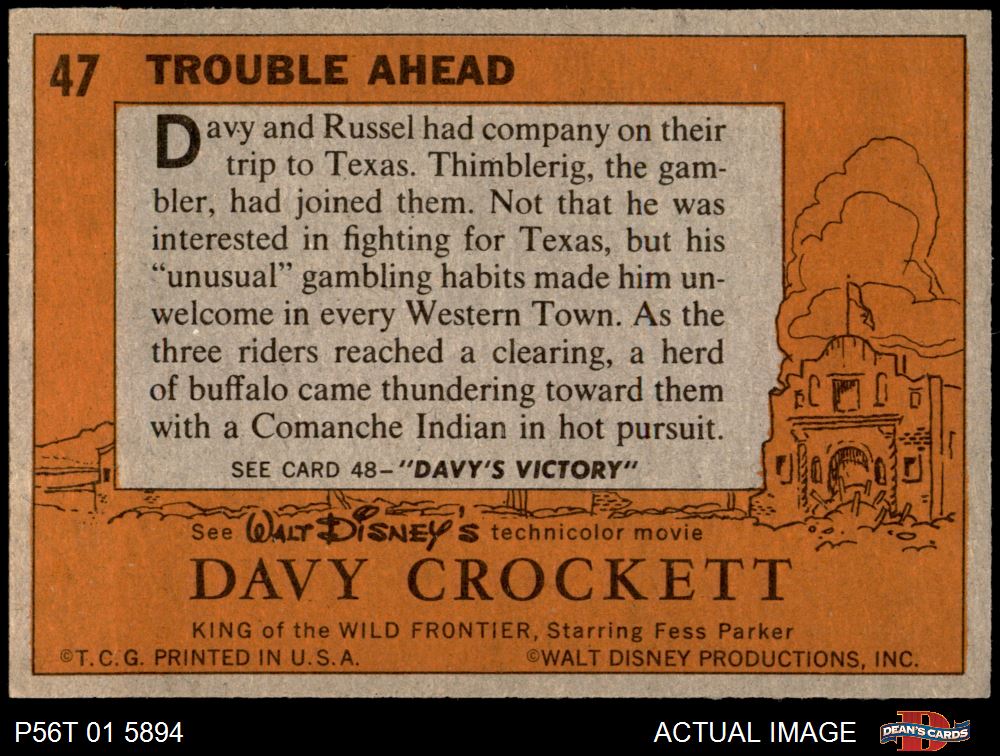 47 TROUBLE AHEAD
Davy and Russel had company on their
trip to Texas. Thimblerig, the gam-
bler, had joined them. Not that he was
interested in fighting for Texas, but his
“unusual” gambling habits made him un-
welcome in every Western Town. As the
three riders reached a clearing, a herd
of buffalo came thundering toward them
with a Comanche Indian in hot pursuit.
SEE CARD 48–"DAVY'S VICTORY"
See WALT DISNEY'S technicolor movie
DAVY CROCKETT
KING of the WILD FRONTIER, Starring Fess Parker
©T.C.G. PRINTED IN U.S.A. ©WALT DISNEY PRODUCTIONS, INC.
P56T 01 5894 ACTUAL IMAGE D DEAN'S CARDS